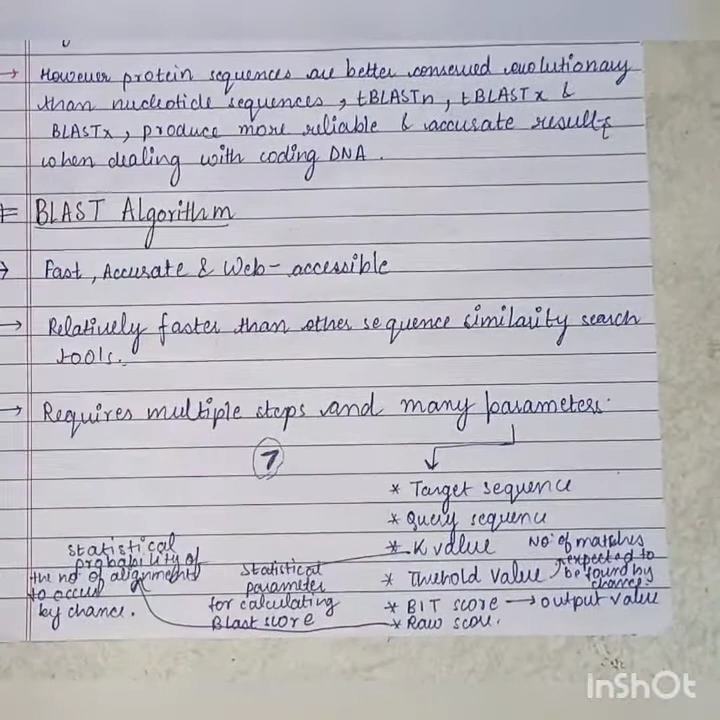 → However protein sequences are better conserved evolutionary
than nucleotide sequences, tBLASTn, tBLASTx &
BLASTx, produce more reliable & accurate results
when dealing with coding DNA.
BLAST Algorithm
→ Fast, Accurate & Web-accessible
→ Relatively faster than other sequence similarity search
tools.
→ Requires multiple steps and many parameters.
7
* Target sequence
* Query sequence
* K value
* Threhold value
No. of matches
expected to
be found by
chance.
* BIT score → output value
* Raw score.
Statistical
parameter
for calculating
Blast score
Statistical
probability of
the no. of alignments
to occur
by chance.
InShOt